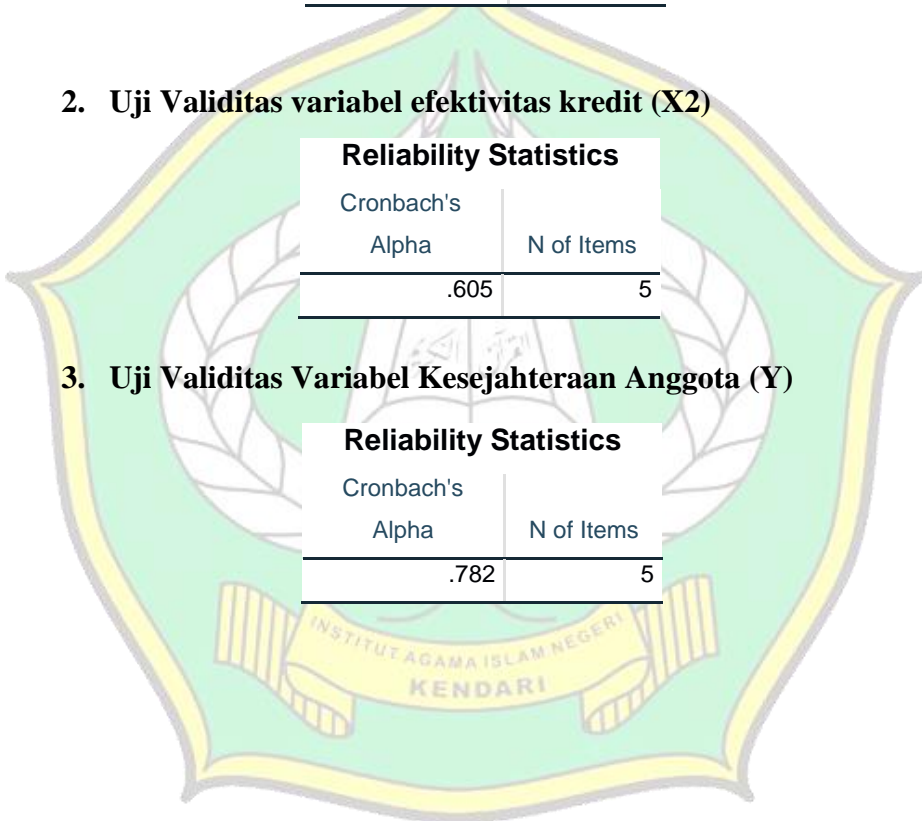 2. Uji Validitas variabel efektivitas kredit (X2)
Reliability Statistics
Cronbach's
Alpha N of Items
.605 5
3. Uji Validitas Variabel Kesejahteraan Anggota (Y)
Reliability Statistics
Cronbach's
Alpha N of Items
.782 5
INSTITUT AGAMA ISLAM NEGERI
KENDARI